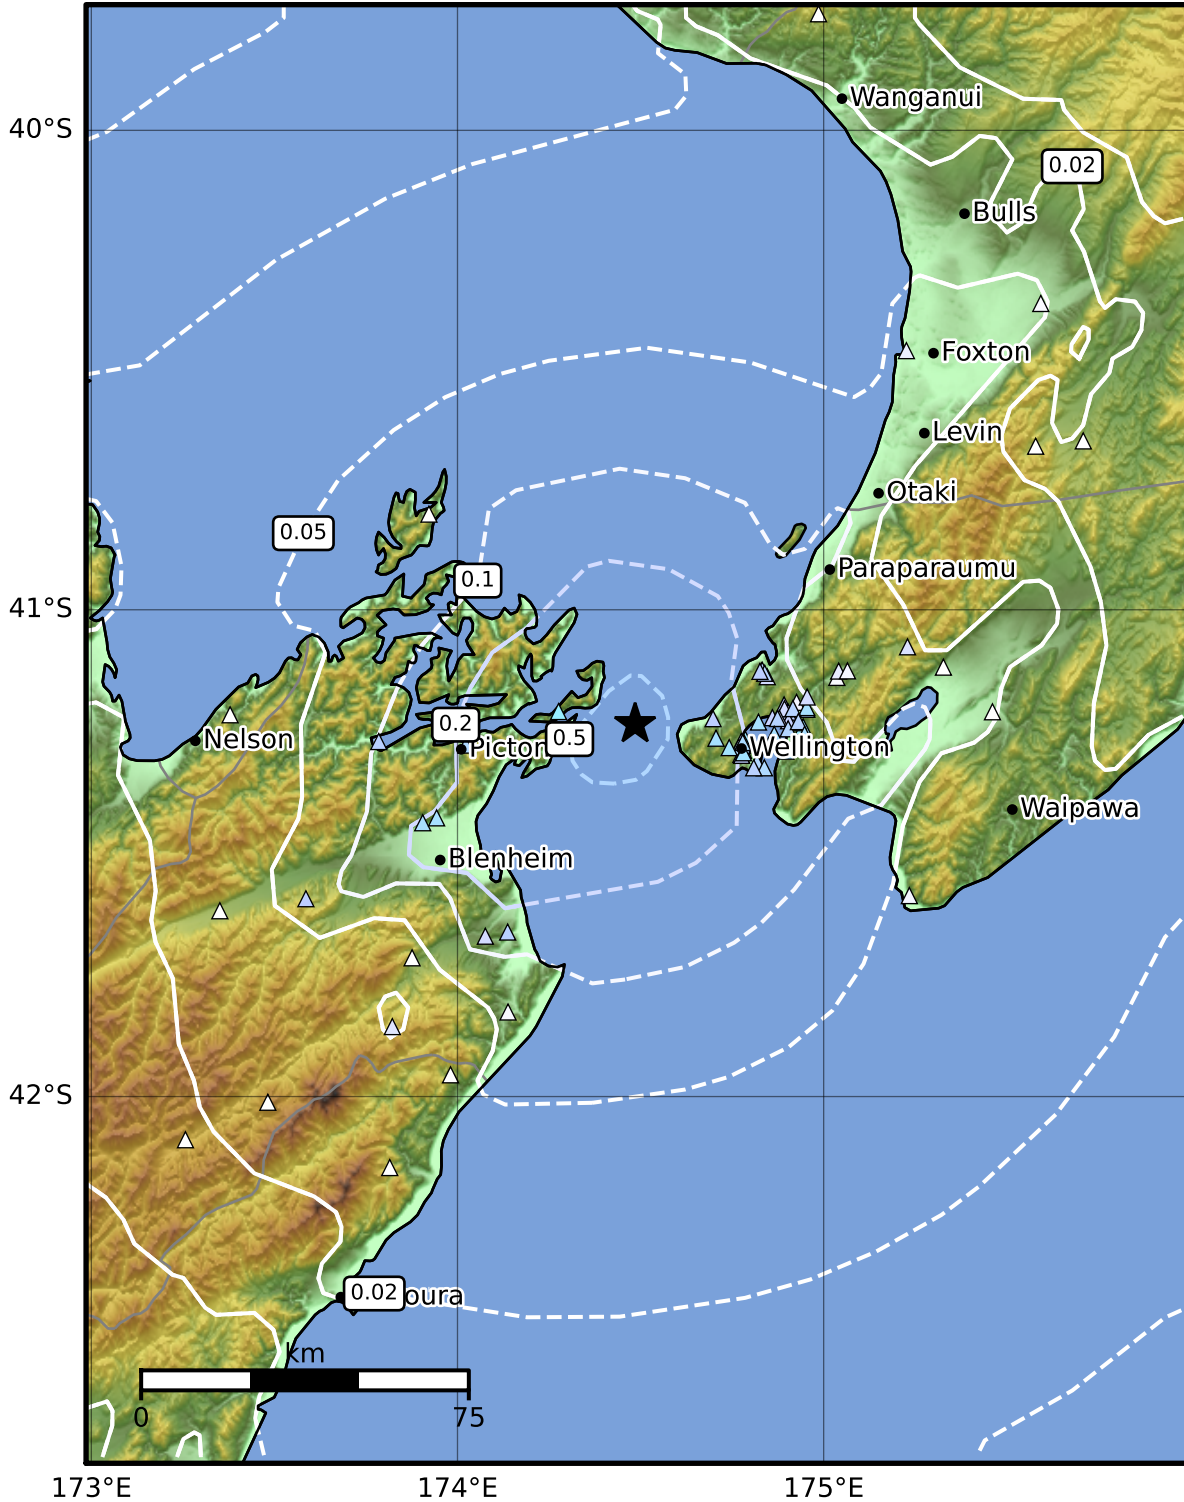 Wanganui
40°S
0.02
Bulls
Foxton
Levin
Otaki
0.05
Paraparaumu
0.1
41°S
0.2
0.5
Nelson
Picton
Wellington
Waipawa
Blenheim
42°S
0.02
oura
km
0
75
173°E
174°E
175°E